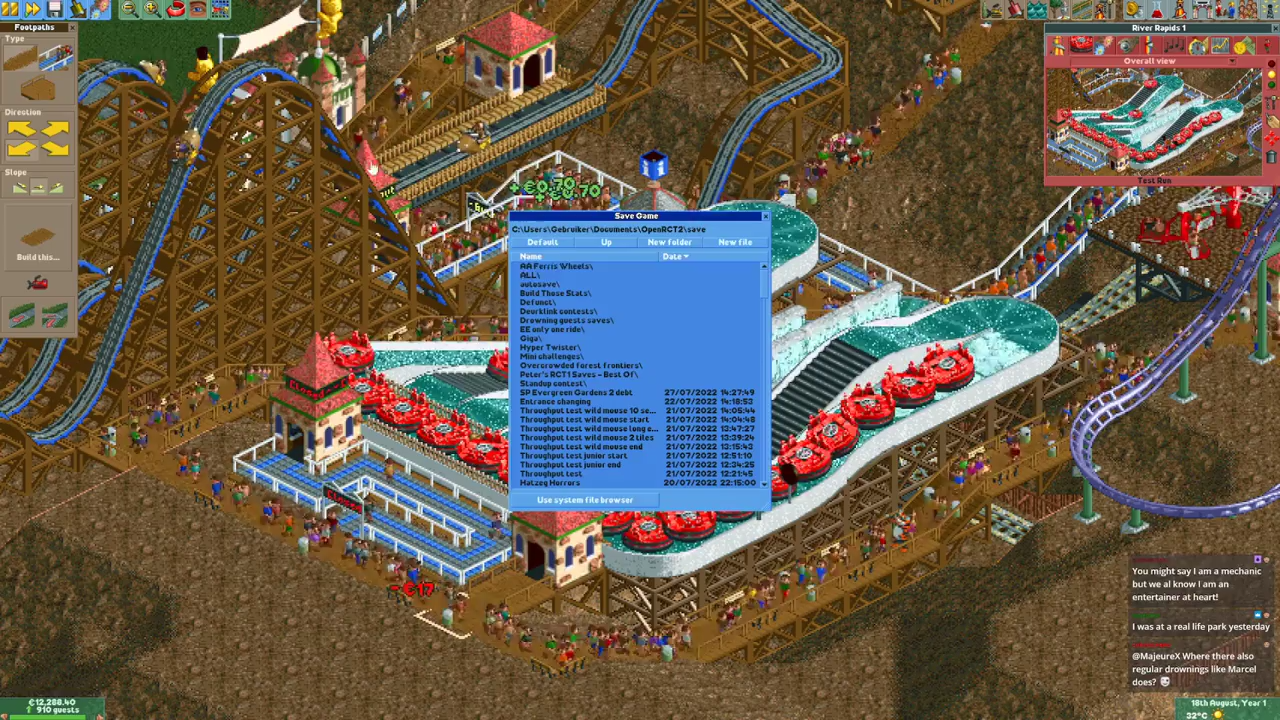 Footpaths
Type
Direction
Slope
Build this...
+ €0.70
+ €0.70
Save Game
C:\Users\Gebruiker\Documents\OpenRCT2\save
Default
Up
New folder
New file
Name
Date
AA Ferris Wheels\
ALL\
autosave\
Build Those Stats\
Defunct\
Deurklink contests\
Drowning guests saves\
EE only one ride\
Giga\
Hyper Twister\
Mini challenges\
Overcrowded forest frontiers\
Peter's RCT1 Saves - Best Of\
Standup contest\
SP Evergreen Gardens 2 debt 27/07/2022 14:27:49
Entrance changing 22/07/2022 14:18:53
Throughput test wild mouse 10 se... 21/07/2022 14:05:44
Throughput test wild mouse start 21/07/2022 14:04:48
Throughput test wild mouse long e... 21/07/2022 13:47:27
Throughput test wild mouse 2 tiles 21/07/2022 13:39:24
Throughput test wild mouse end 21/07/2022 13:15:43
Throughput test junior start 21/07/2022 12:51:10
Throughput test junior end 21/07/2022 12:34:25
Throughput test 21/07/2022 12:21:45
Hatzeg Horrors 20/07/2022 22:15:00
Use system file browser
River Rapids 1
Overall view
Test Run
- €17
You might say I am a mechanic
but we al know I am an
entertainer at heart!
I was at a real life park yesterday
@MajeureX Where there also
regular drownings like Marcel
does?
€12,288.40
910 guests
18th August, Year 1
32°C